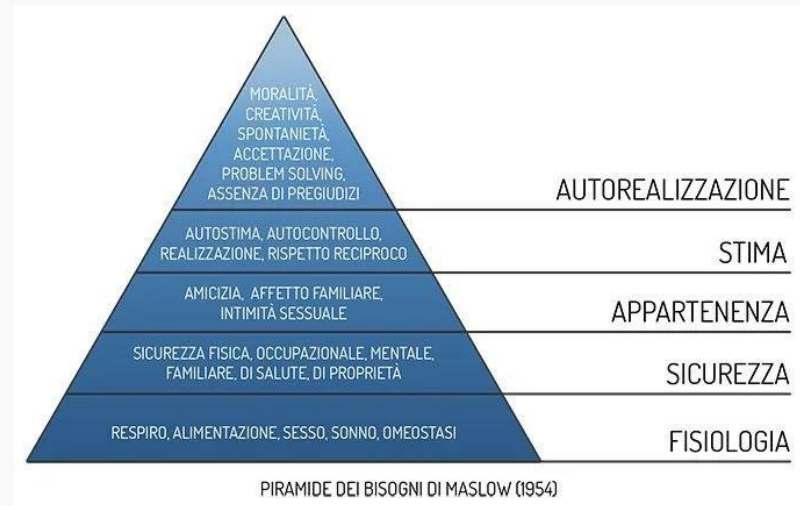 MORALITÀ,
CREATIVITÀ,
SPONTANIETÀ,
ACCETTAZIONE,
PROBLEM SOLVING,
ASSENZA DI PREGIUDIZI
AUTOREALIZZAZIONE
AUTOSTIMA, AUTOCONTROLLO,
REALIZZAZIONE, RISPETTO RECIPROCO
STIMA
AMICIZIA, AFFETTO FAMILIARE,
INTIMITÀ SESSUALE
APPARTENENZA
SICUREZZA FISICA, OCCUPAZIONALE, MENTALE,
FAMILIARE, DI SALUTE, DI PROPRIETÀ
SICUREZZA
RESPIRO, ALIMENTAZIONE, SESSO, SONNO, OMEOSTASI
FISIOLOGIA
PIRAMIDE DEI BISOGNI DI MASLOW (1954)